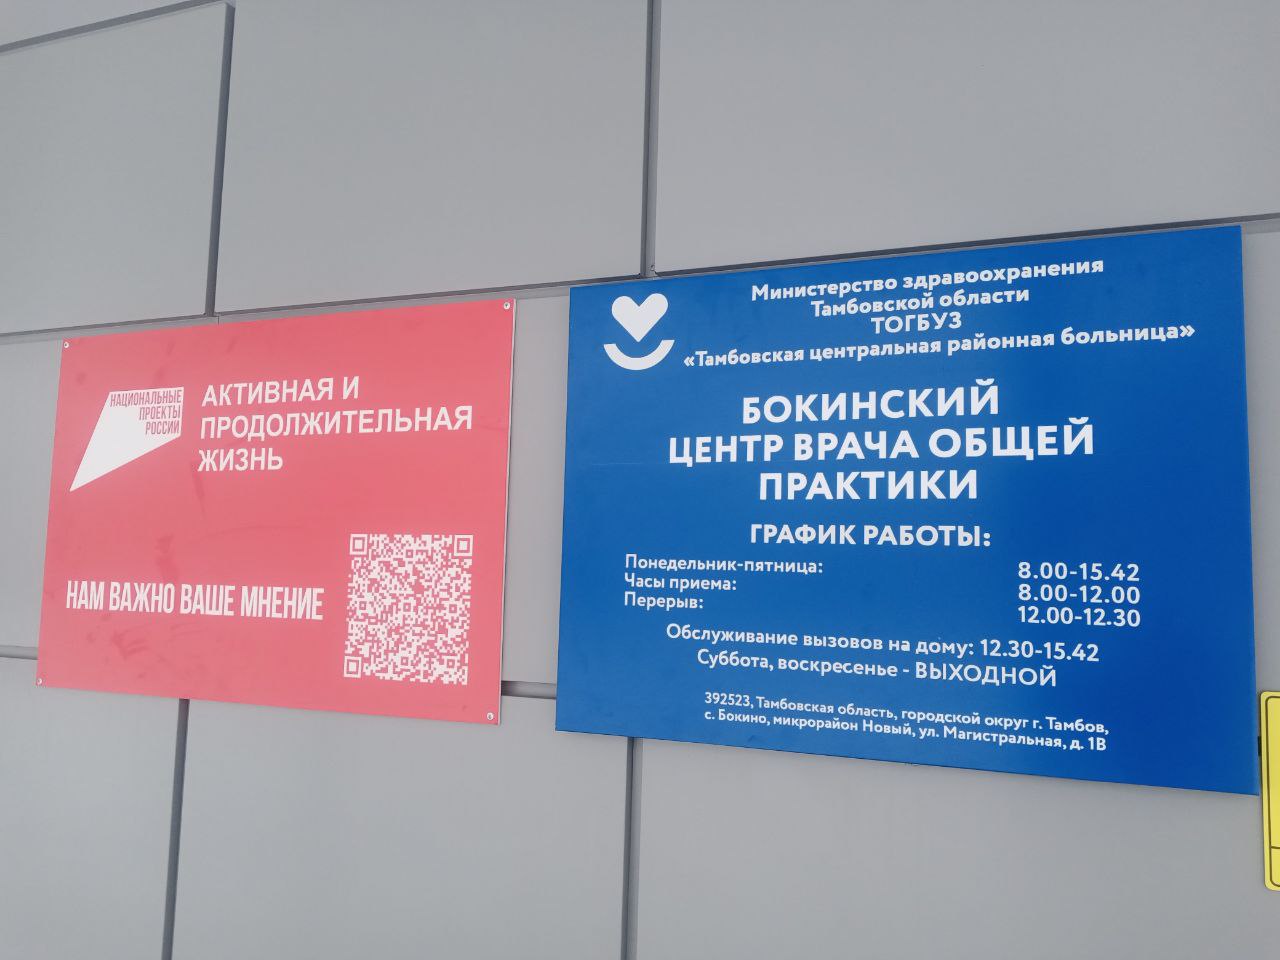 НАЦИОНАЛЬНЫЕ
ПРОЕКТЫ
РОССИИ
АКТИВНАЯ И
ПРОДОЛЖИТЕЛЬНАЯ
ЖИЗНЬ
НАМ ВАЖНО ВАШЕ МНЕНИЕ
Министерство здравоохранения
Тамбовской области
ТОГБУЗ
«Тамбовская центральная районная больница»
БОКИНСКИЙ
ЦЕНТР ВРАЧА ОБЩЕЙ
ПРАКТИКИ
ГРАФИК РАБОТЫ:
Понедельник-пятница: 8.00-15.42
Часы приема: 8.00-12.00
Перерыв: 12.00-12.30
Обслуживание вызовов на дому: 12.30-15.42
Суббота, воскресенье - ВЫХОДНОЙ
392523, Тамбовская область, городской округ г. Тамбов,
с. Бокино, микрорайон Новый, ул. Магистральная, д. 1В